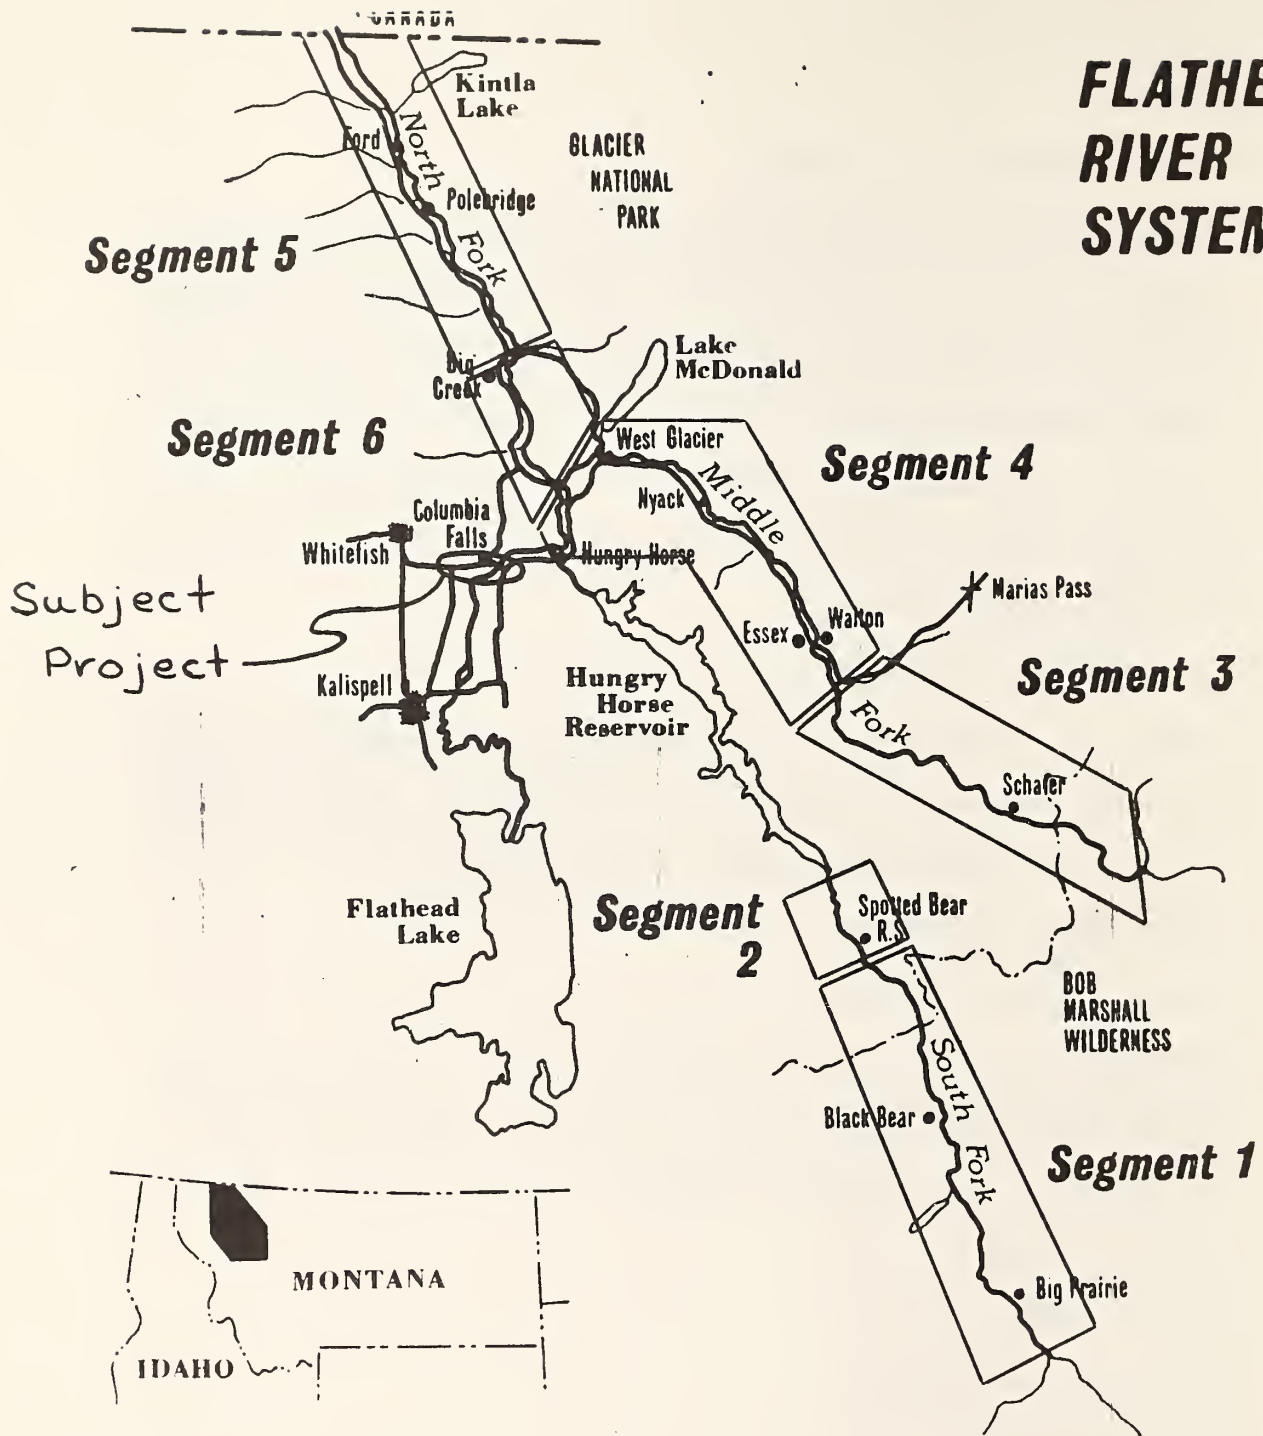 CANADA
FLATHE
RIVER
SYSTEM
Kintla
Lake
North
Fork
Ford
Polebridge
GLACIER
NATIONAL
PARK
Segment 5
Big
Creek
Lake
McDonald
Segment 6
West Glacier
Segment 4
Middle
Fork
Nyack
Columbia
Falls
Whitefish
Hungry Horse
Subject
Project
Marias Pass
Essex
Walton
Kalispell
Hungry
Horse
Reservoir
Segment 3
Schafer
Flathead
Lake
Segment
2
Spotted Bear
R.S.
BOB
MARSHALL
WILDERNESS
South
Fork
Black Bear
Segment 1
Big Prairie
MONTANA
IDAHO